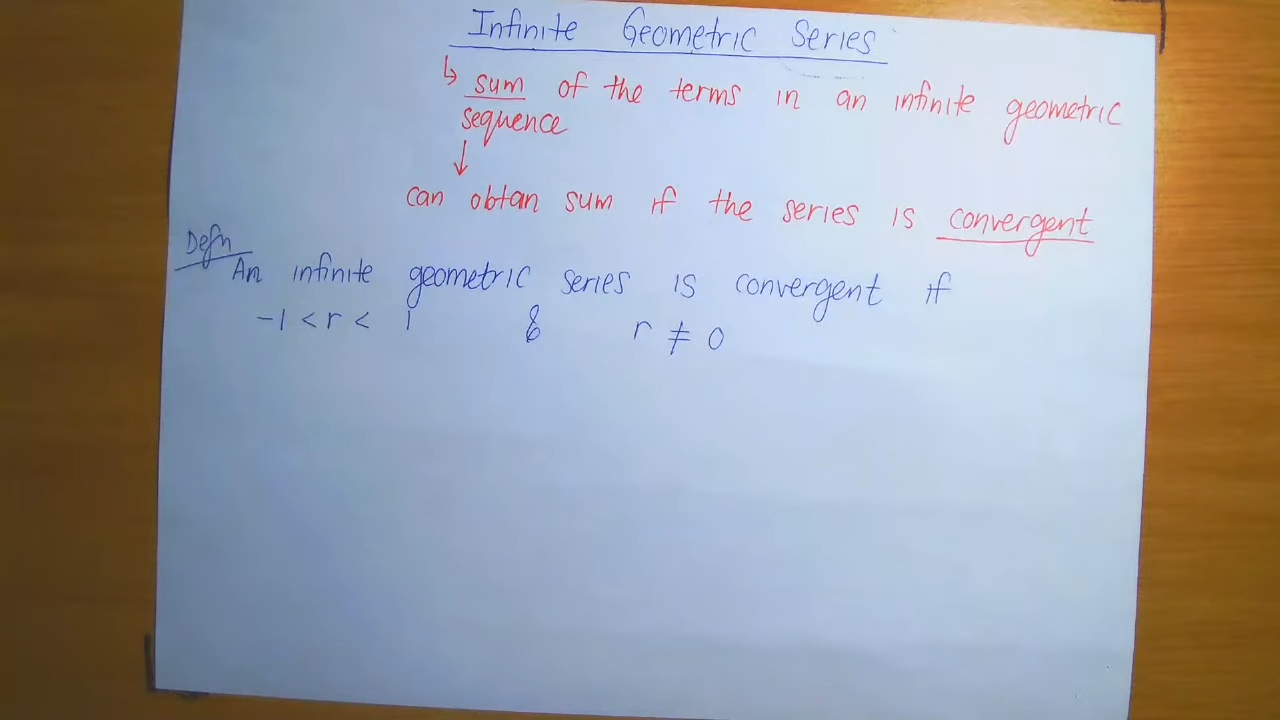 Infinite Geometric Series
↳ sum of the terms in an infinite geometric
sequence
↓
can obtan sum if the series is convergent
Defn
An infinite geometric series is convergent if
-1 < r < 1 & r ≠ 0